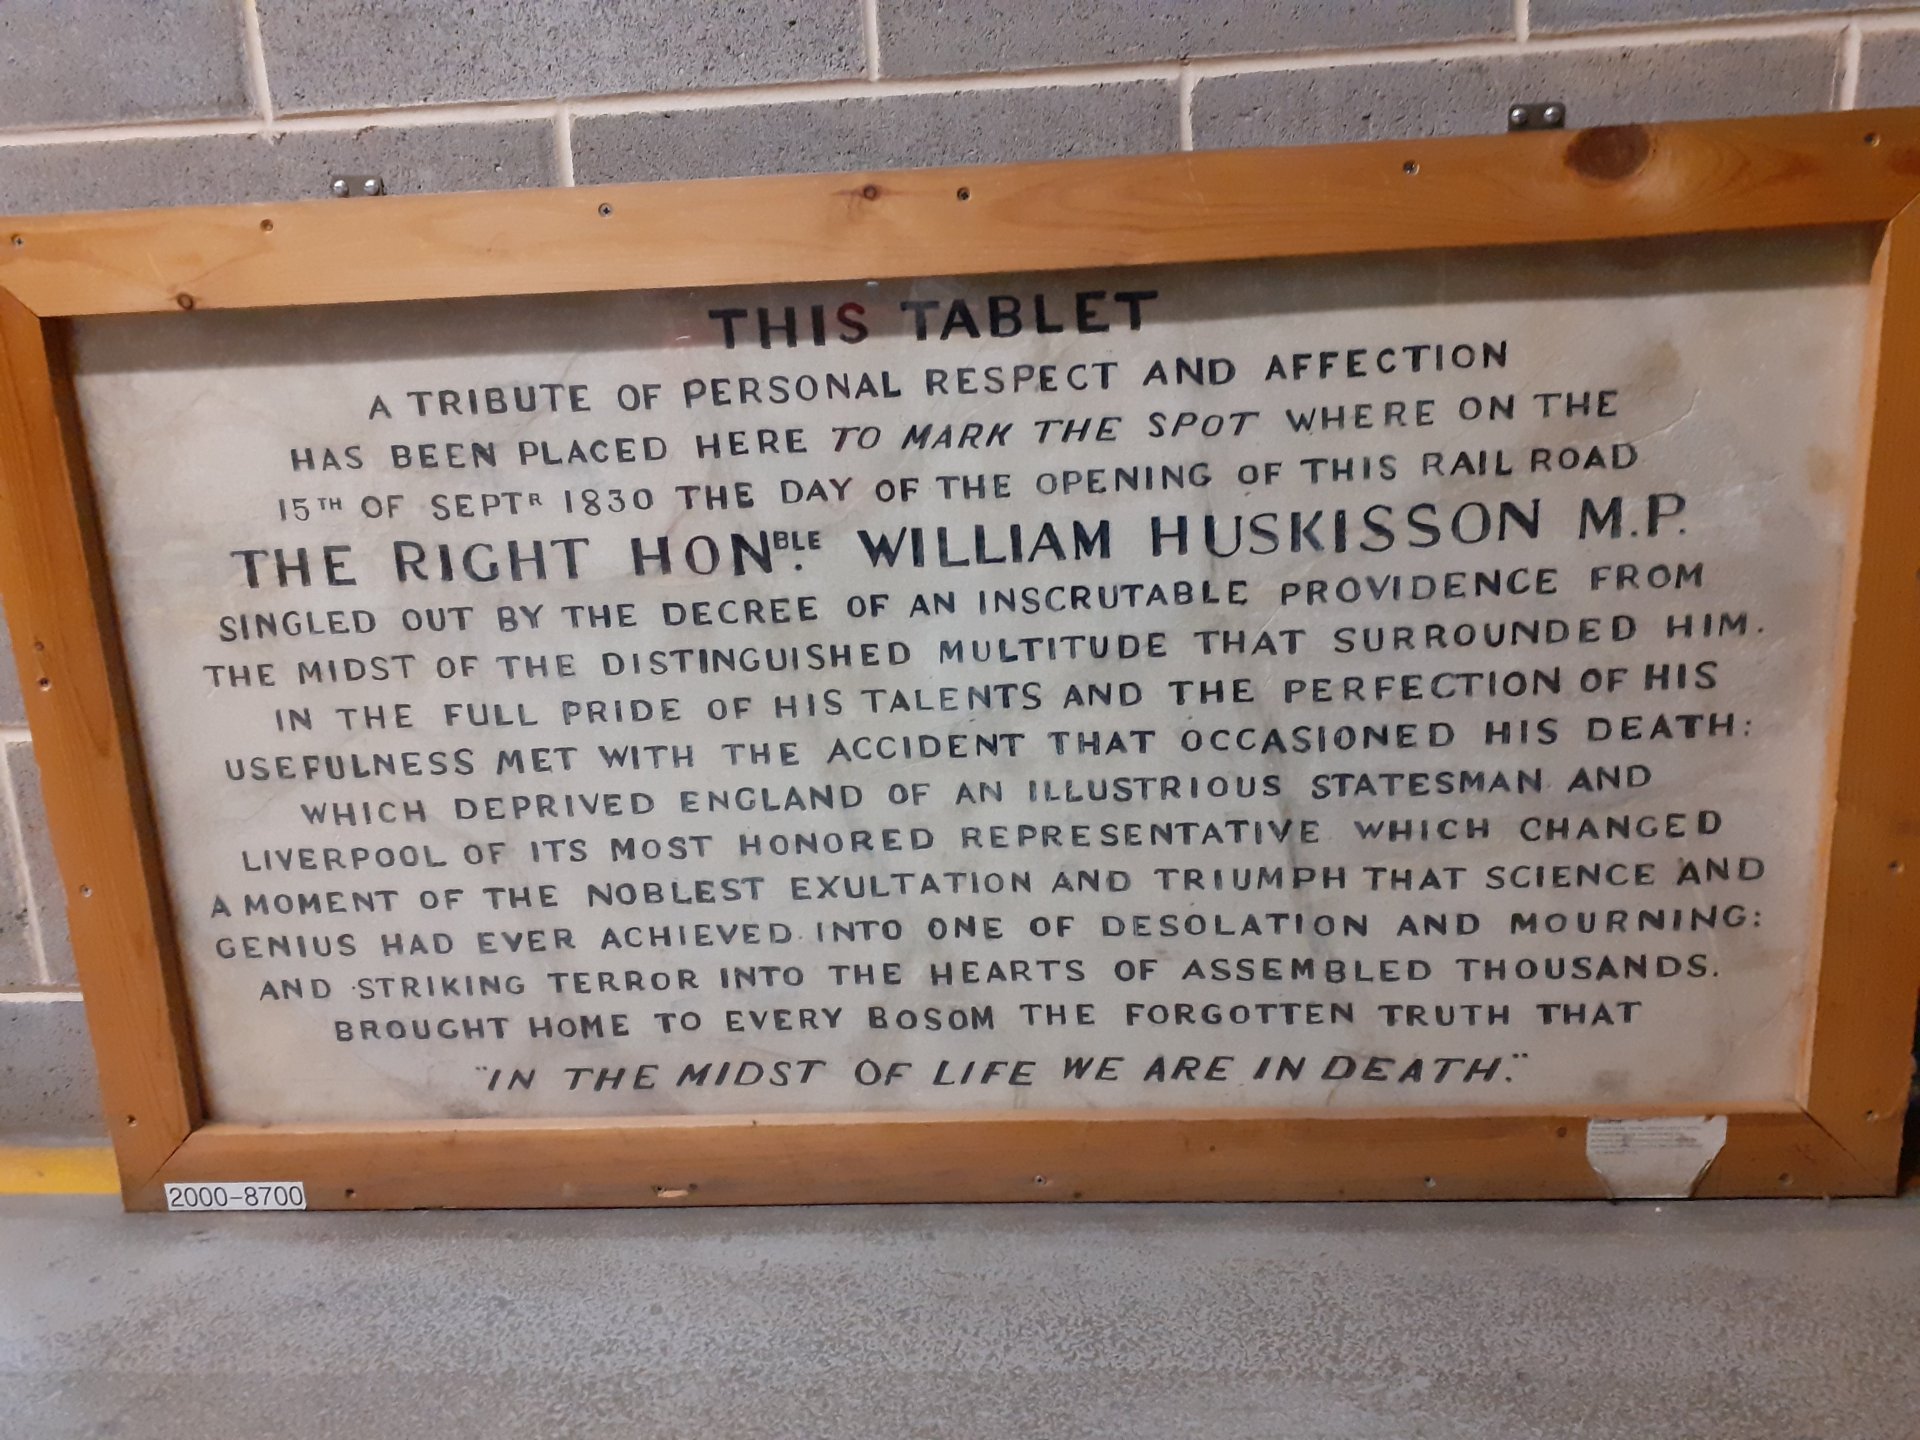 THIS TABLET
A TRIBUTE OF PERSONAL RESPECT AND AFFECTION
HAS BEEN PLACED HERE TO MARK THE SPOT WHERE ON THE
15TH OF SEPTR 1830 THE DAY OF THE OPENING OF THIS RAIL ROAD
THE RIGHT HONBLE. WILLIAM HUSKISSON M.P.
SINGLED OUT BY THE DECREE OF AN INSCRUTABLE PROVIDENCE FROM
THE MIDST OF THE DISTINGUISHED MULTITUDE THAT SURROUNDED HIM.
IN THE FULL PRIDE OF HIS TALENTS AND THE PERFECTION OF HIS
USEFULNESS MET WITH THE ACCIDENT THAT OCCASIONED HIS DEATH:
WHICH DEPRIVED ENGLAND OF AN ILLUSTRIOUS STATESMAN AND
LIVERPOOL OF ITS MOST HONORED REPRESENTATIVE WHICH CHANGED
A MOMENT OF THE NOBLEST EXULTATION AND TRIUMPH THAT SCIENCE AND
GENIUS HAD EVER ACHIEVED INTO ONE OF DESOLATION AND MOURNING:
AND STRIKING TERROR INTO THE HEARTS OF ASSEMBLED THOUSANDS.
BROUGHT HOME TO EVERY BOSOM THE FORGOTTEN TRUTH THAT
"IN THE MIDST OF LIFE WE ARE IN DEATH."
2000-8700